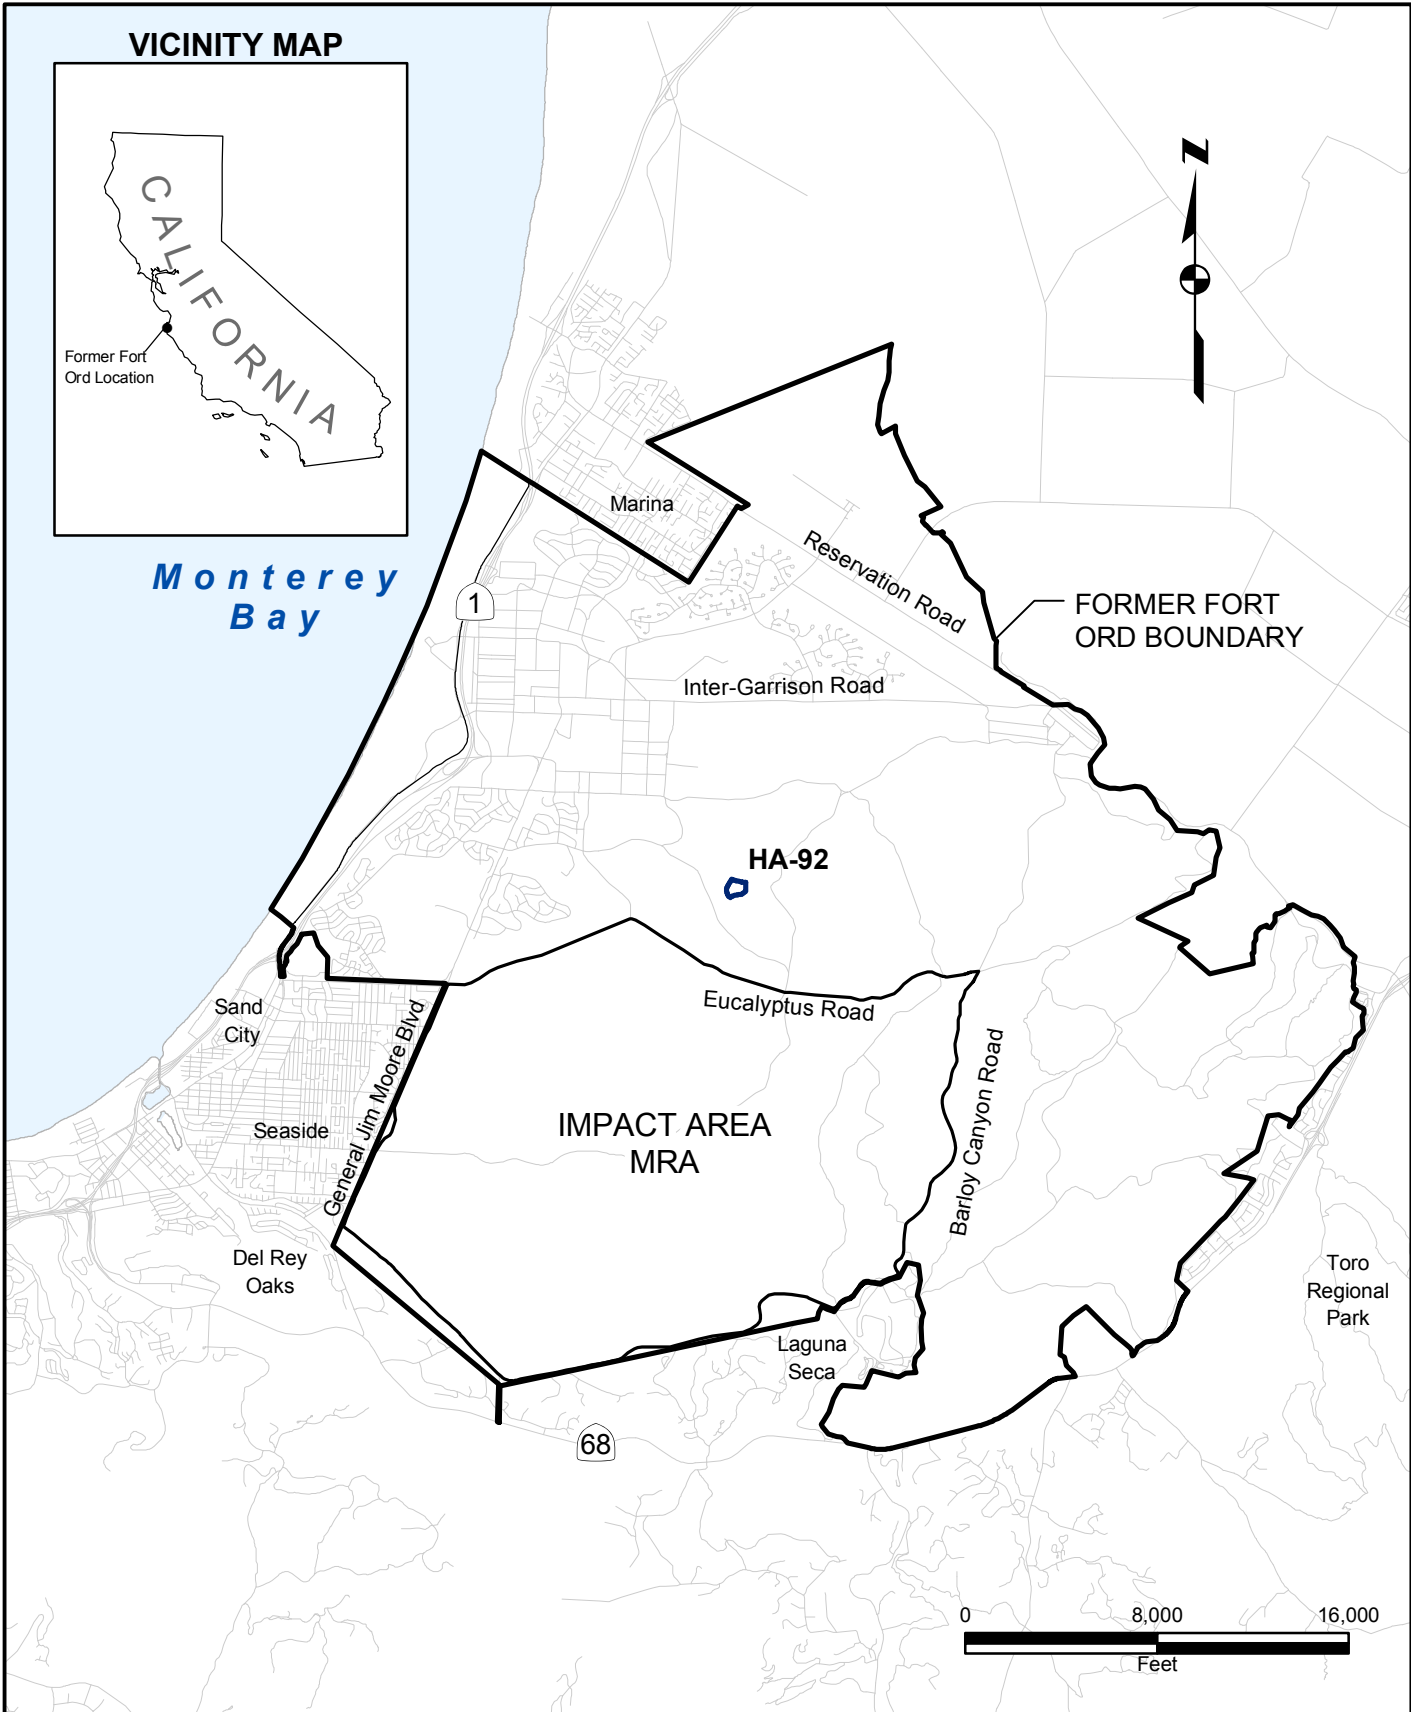 VICINITY MAP
CALIFORNIA
Former Fort
Ord Location
N
Monterey
Bay
Marina
1
Reservation Road
FORMER FORT
ORD BOUNDARY
Inter-Garrison Road
HA-92
Eucalyptus Road
Sand
City
General Jim Moore Blvd
Seaside
IMPACT AREA
MRA
Barloy Canyon Road
Del Rey
Oaks
Toro
Regional
Park
Laguna
Seca
68
0 8,000 16,000
Feet